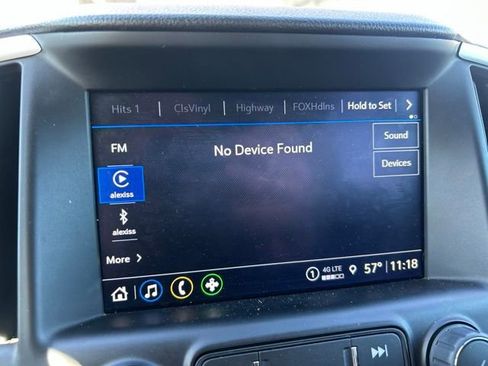 Hits 1 ClsVinyl Highway FOXHdlns Hold to Set
FM
No Device Found
Sound
alexiss
Devices
alexiss
More
1 4G LTE 57° 11:18